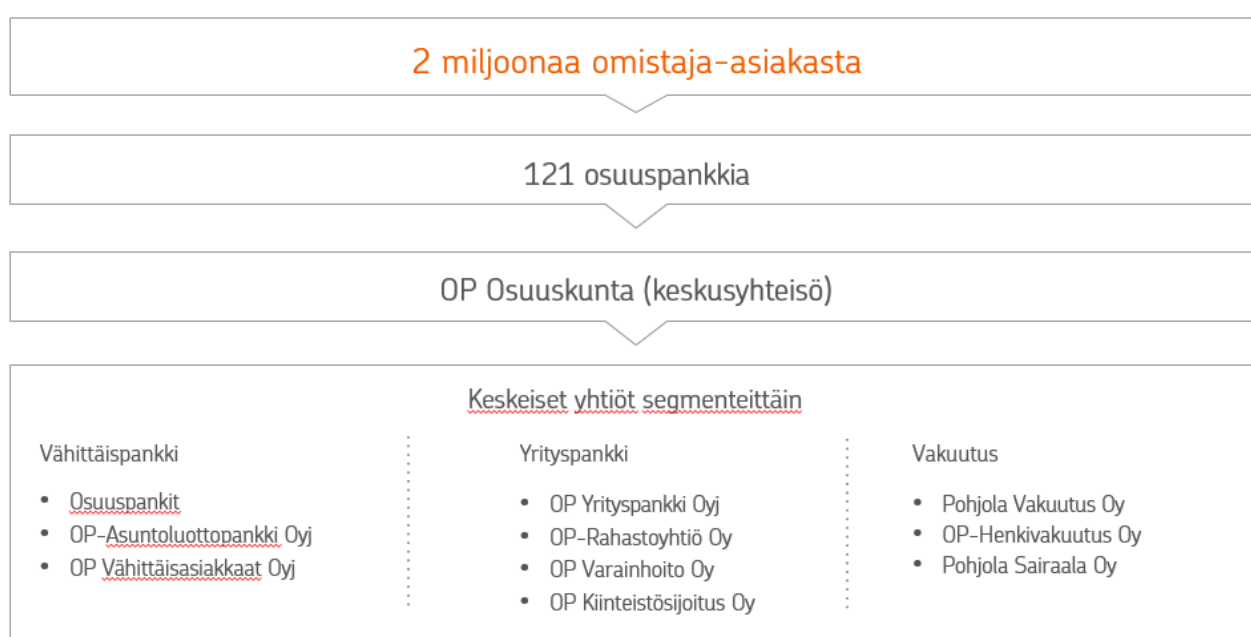 2 miljoonaa omistaja-asiakasta
121 osuuspankkia
OP Osuuskunta (keskusyhteisö)
Keskeiset yhtiöt segmenteittäin
Vähittäispankki
• Osuuspankit
• OP-Asuntoluottopankki Oyj
• OP Vähittäisasiakkaat Oyj
Yrityspankki
• OP Yrityspankki Oyj
• OP-Rahastoyhtiö Oy
• OP Varainhoito Oy
• OP Kiinteistösijoitus Oy
Vakuutus
• Pohjola Vakuutus Oy
• OP-Henkivakuutus Oy
• Pohjola Sairaala Oy